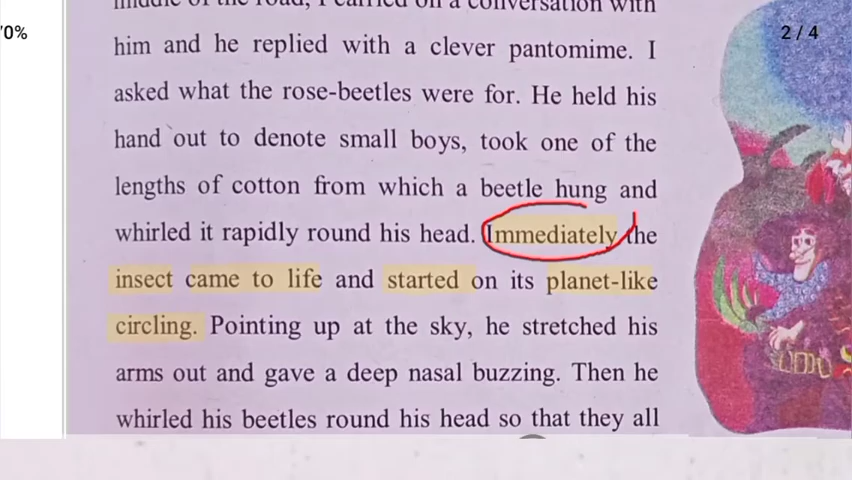 middle of the road, I carried on a conversation with
70%
2 / 4
him and he replied with a clever pantomime. I
asked what the rose-beetles were for. He held his
hand out to denote small boys, took one of the
lengths of cotton from which a beetle hung and
whirled it rapidly round his head. Immediately the
insect came to life and started on its planet-like
circling. Pointing up at the sky, he stretched his
arms out and gave a deep nasal buzzing. Then he
whirled his beetles round his head so that they all